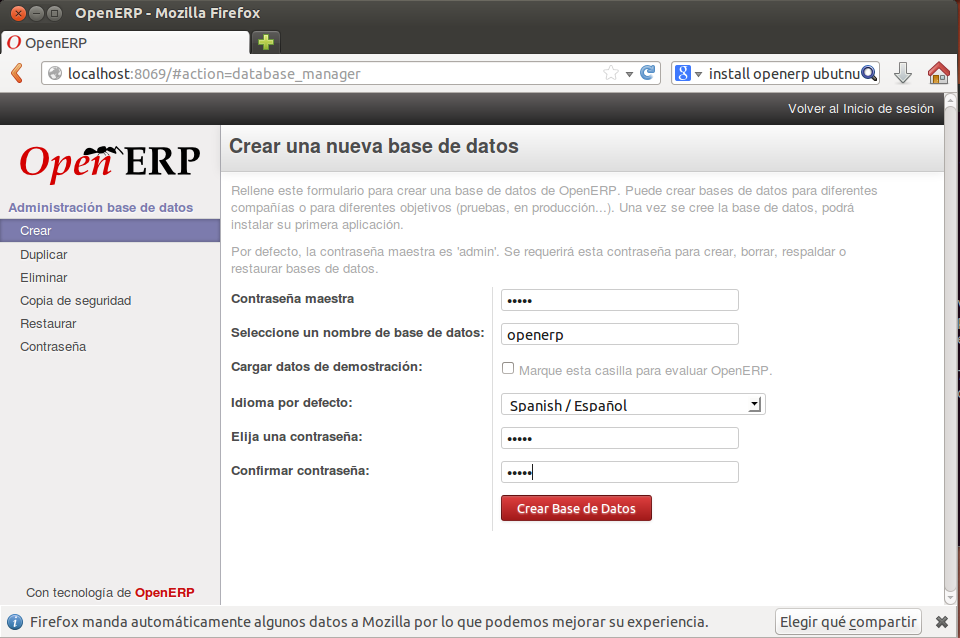 OpenERP - Mozilla Firefox
OpenERP
localhost:8069/#action=database_manager
install openerp ubutnu
Volver al Inicio de sesión
Open ERP
Crear una nueva base de datos
Rellene este formulario para crear una base de datos de OpenERP. Puede crear bases de datos para diferentes
compañías o para diferentes objetivos (pruebas, en producción...). Una vez se cree la base de datos, podrá
instalar su primera aplicación.
Por defecto, la contraseña maestra es 'admin'. Se requerirá esta contraseña para crear, borrar, respaldar o
restaurar bases de datos.
Administración base de datos
Crear
Duplicar
Eliminar
Copia de seguridad
Restaurar
Contraseña
Contraseña maestra •••••
Seleccione un nombre de base de datos: openerp
Cargar datos de demostración: Marque esta casilla para evaluar OpenERP.
Idioma por defecto: Spanish / Español
Elija una contraseña: •••••
Confirmar contraseña: •••••
Crear Base de Datos
Con tecnología de OpenERP
Firefox manda automáticamente algunos datos a Mozilla por lo que podemos mejorar su experiencia.
Elegir qué compartir